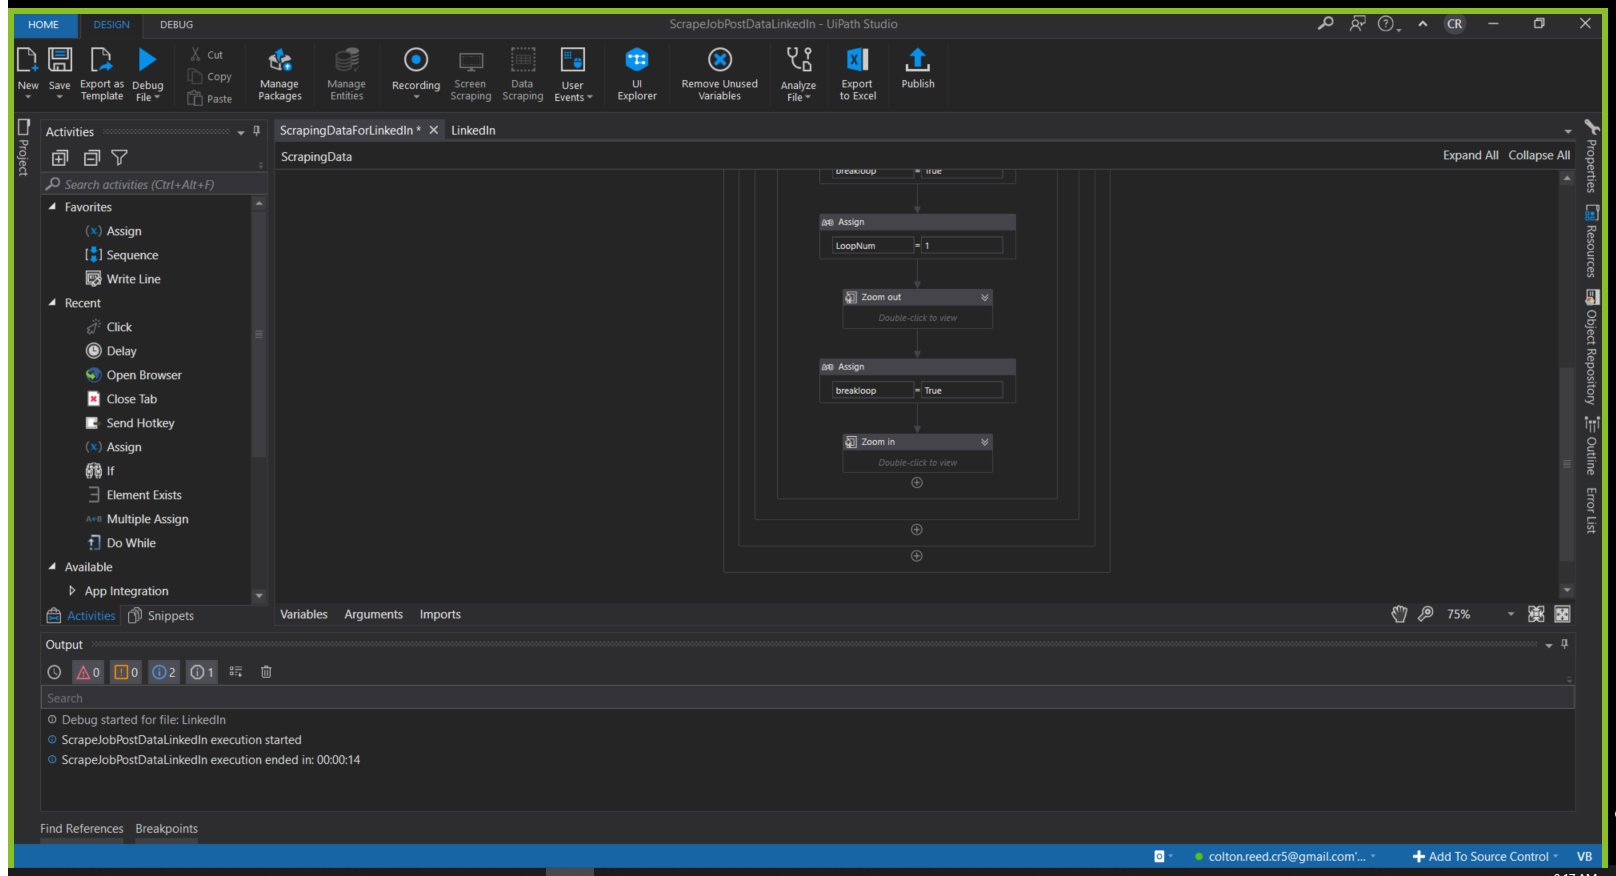 HOME DESIGN DEBUG ScrapeJobPostDataLinkedIn - UiPath Studio CR
New Save Export as Template Debug File Cut Copy Paste Manage Packages Manage Entities Recording Screen Scraping Data Scraping User Events UI Explorer Remove Unused Variables Analyze File Export to Excel Publish
Project
Activities
Search activities (Ctrl+Alt+F)
Favorites
Assign
Sequence
Write Line
Recent
Click
Delay
Open Browser
Close Tab
Send Hotkey
Assign
If
Element Exists
Multiple Assign
Do While
Available
App Integration
Activities Snippets
ScrapingDataForLinkedIn * LinkedIn
ScrapingData Expand All Collapse All
breakloop = True
A*B Assign
LoopNum = 1
Zoom out
Double-click to view
A*B Assign
breakloop = True
Zoom in
Double-click to view
Variables Arguments Imports 75%
Properties
Resources
Object Repository
Outline
Error List
Output
0 0 2 1
Search
Debug started for file: LinkedIn
ScrapeJobPostDataLinkedIn execution started
ScrapeJobPostDataLinkedIn execution ended in: 00:00:14
Find References Breakpoints
colton.reed.cr5@gmail.com'... Add To Source Control VB